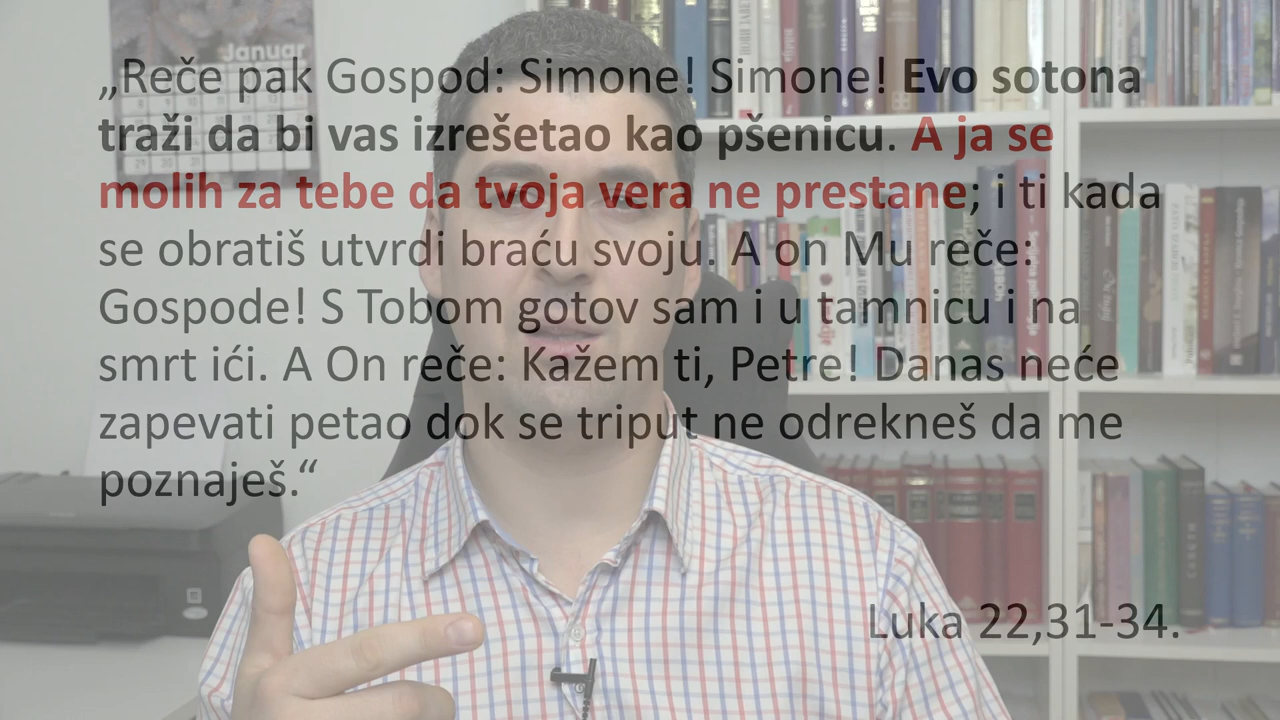 Januar
„Reče pak Gospod: Simone! Simone! Evo sotona
traži da bi vas izrešetao kao pšenicu. A ja se
molih za tebe da tvoja vera ne prestane; i ti kada
se obratiš utvrdi braću svoju. A on Mu reče:
Gospode! S Tobom gotov sam i u tamnicu i na
smrt ići. A On reče: Kažem ti, Petre! Danas neće
zapevati petao dok se triput ne odrekneš da me
poznaješ.“
Luka 22,31-34.